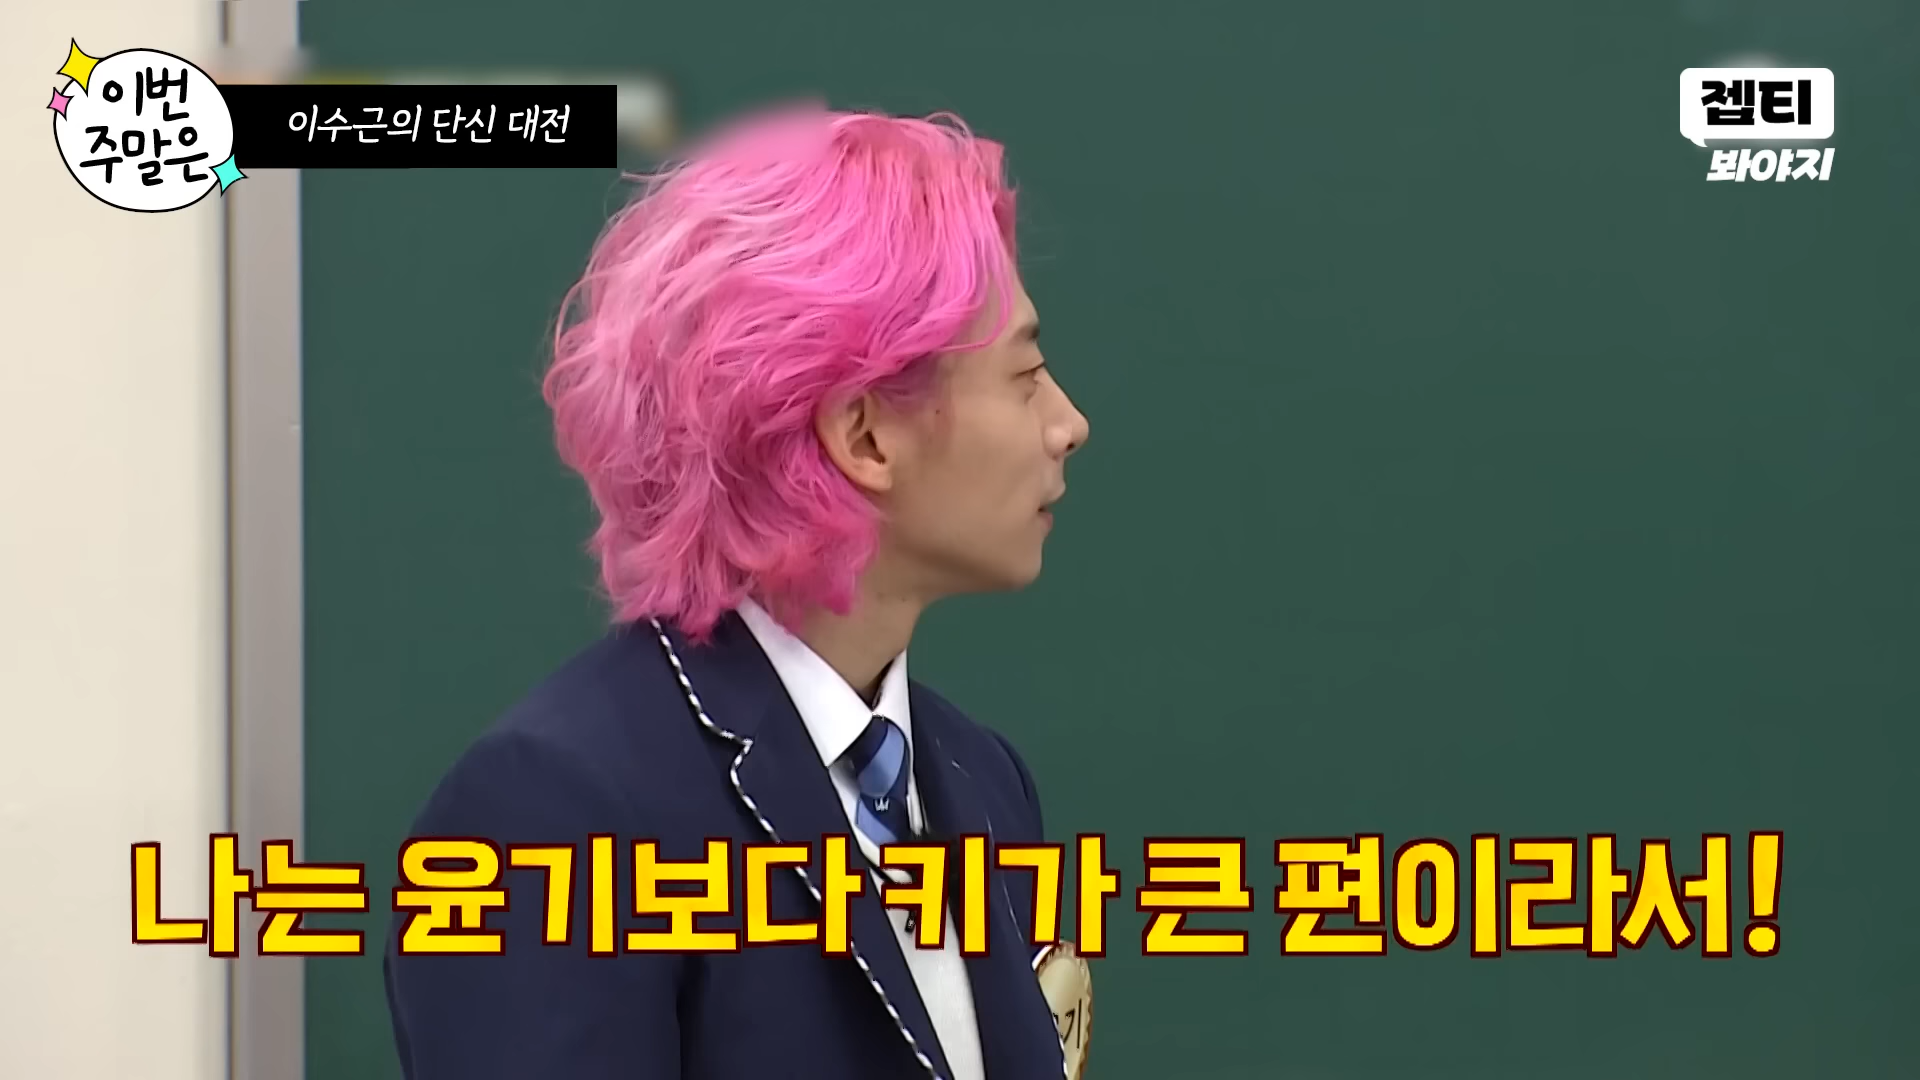 이번
주말은
이수근의 단신 대전
젭티
봐야지
나는 윤기보다 키가 큰 편이라서!
기